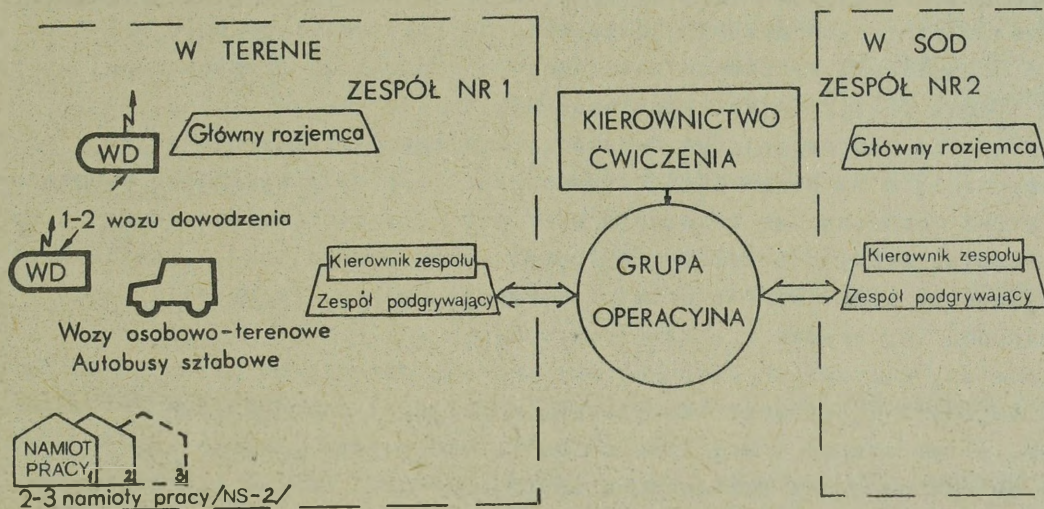 W TERENIE
ZESPÓŁ NR 1
WD
Główny rozjemca
1-2 wozu dowodzenia
WD
Wozy osobowo-terenowe
Autobusy sztabowe
Kierownik zespołu
Zespół podgrywający
NAMIOT
PRACY 1 2 3
2-3 namioty pracy/NS-2/
KIEROWNICTWO
ĆWICZENIA
GRUPA
OPERACYJNA
W SOD
ZESPÓŁ NR 2
Główny rozjemca
Kierownik zespołu
Zespół podgrywający